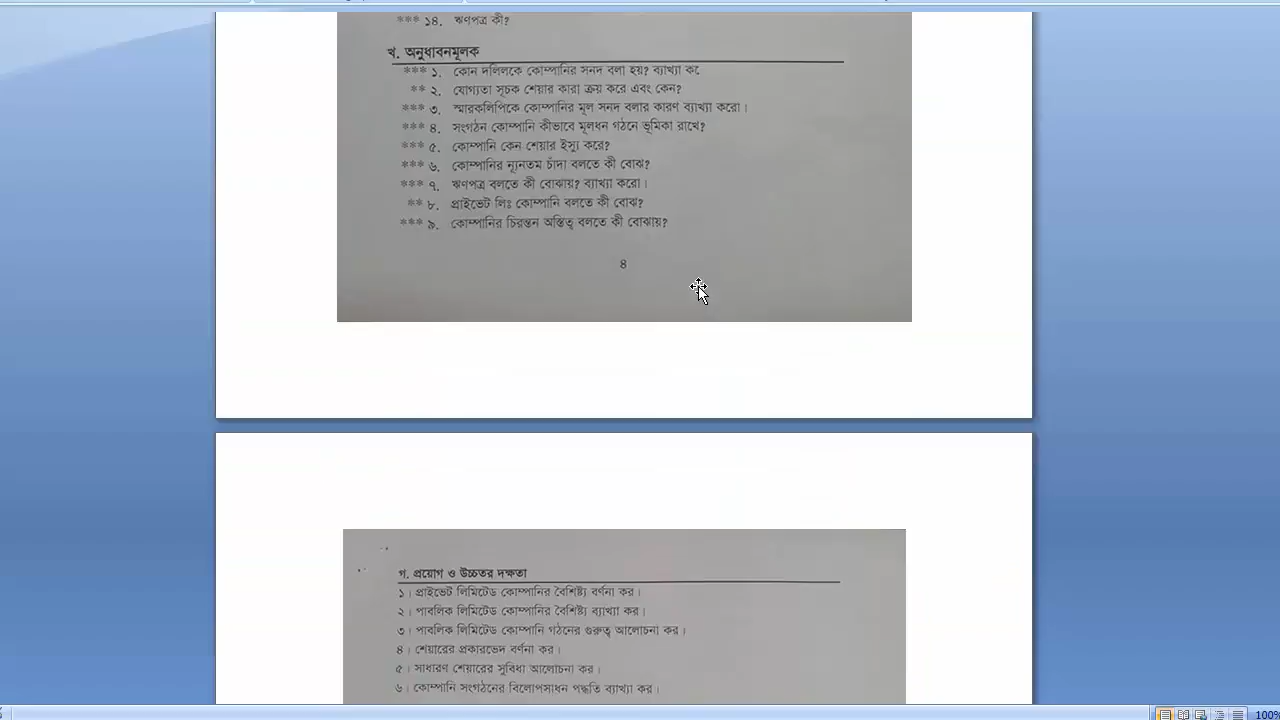 *** ১৪. ঋণপত্র কী?
খ. অনুধাবনমূলক
*** ১. কোন দলিলকে কোম্পানির সনদ বলা হয়? ব্যাখ্যা কর
** ২. যোগ্যতা সূচক শেয়ার কারা ক্রয় করে এবং কেন?
*** ৩. স্মারকলিপিকে কোম্পানির মূল সনদ বলার কারণ ব্যাখ্যা করো।
*** ৪. সংগঠন কোম্পানি কীভাবে মূলধন গঠনে ভূমিকা রাখে?
*** ৫. কোম্পানি কেন শেয়ার ইস্যু করে?
*** ৬. কোম্পানির ন্যূনতম চাঁদা বলতে কী বোঝ?
*** ৭. ঋণপত্র বলতে কী বোঝায়? ব্যাখ্যা করো।
** ৮. প্রাইভেট লিঃ কোম্পানি বলতে কী বোঝ?
*** ৯. কোম্পানির চিরন্তন অস্তিত্ব বলতে কী বোঝায়?
৪
গ. প্রয়োগ ও উচ্চতর দক্ষতা
১। প্রাইভেট লিমিটেড কোম্পানির বৈশিষ্ট্য বর্ণনা কর।
২। পাবলিক লিমিটেড কোম্পানির বৈশিষ্ট্য ব্যাখ্যা কর।
৩। পাবলিক লিমিটেড কোম্পানি গঠনের গুরুত্ব আলোচনা কর।
৪। শেয়ারের প্রকারভেদ বর্ণনা কর।
৫। সাধারণ শেয়ারের সুবিধা আলোচনা কর।
৬। কোম্পানি সংগঠনের বিলোপসাধন পদ্ধতি ব্যাখ্যা কর।
100%